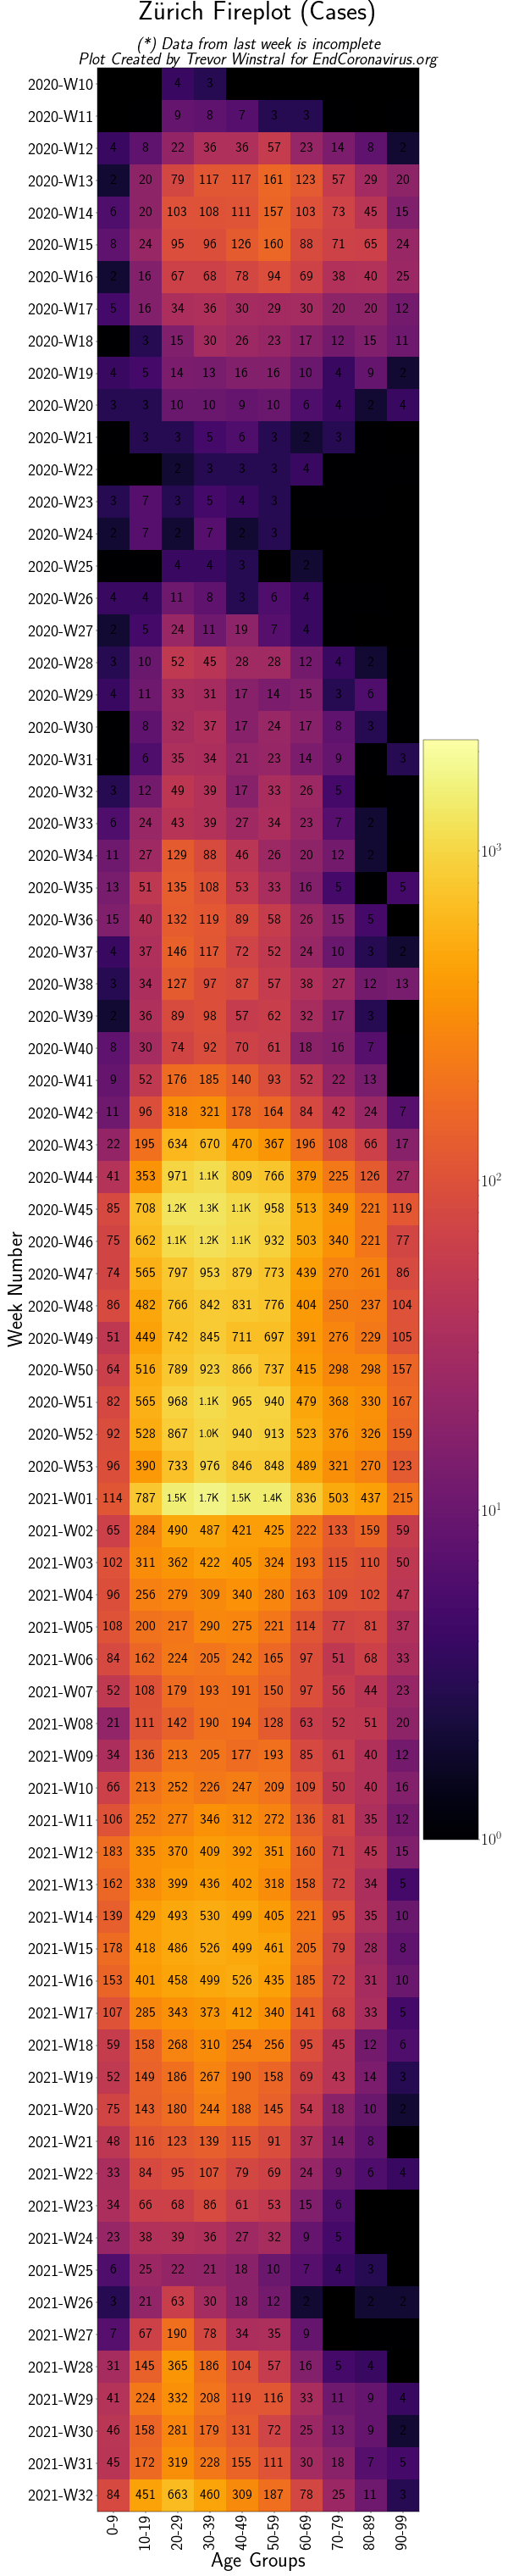 Zürich Fireplot (Cases)
(*) Data from last week is incomplete
Plot Created by Trevor Winstral for EndCoronavirus.org
2020-W10 4 3
2020-W11 9 8 7 3 3
2020-W12 4 8 22 36 36 57 23 14 8 2
2020-W13 2 20 79 117 117 161 123 57 29 20
2020-W14 6 20 103 108 111 157 103 73 45 15
2020-W15 8 24 95 96 126 160 88 71 65 24
2020-W16 2 16 67 68 78 94 69 38 40 25
2020-W17 5 16 34 36 30 29 30 20 20 12
2020-W18 3 15 30 26 23 17 12 15 11
2020-W19 4 5 14 13 16 16 10 4 9 2
2020-W20 3 3 10 10 9 10 6 4 2 4
2020-W21 3 3 5 6 3 2 3
2020-W22 2 3 3 3 4
2020-W23 3 7 3 5 4 3
2020-W24 2 7 2 7 2 3
2020-W25 4 4 3 2
2020-W26 4 4 11 8 3 6 4
2020-W27 2 5 24 11 19 7 4
2020-W28 3 10 52 45 28 28 12 4 2
2020-W29 4 11 33 31 17 14 15 3 6
2020-W30 8 32 37 17 24 17 8 3
2020-W31 6 35 34 21 23 14 9 3
2020-W32 3 12 49 39 17 33 26 5
2020-W33 6 24 43 39 27 34 23 7 2
2020-W34 11 27 129 88 46 26 20 12 2
2020-W35 13 51 135 108 53 33 16 5 5
2020-W36 15 40 132 119 89 58 26 15 5
2020-W37 4 37 146 117 72 52 24 10 3 2
2020-W38 3 34 127 97 87 57 38 27 12 13
2020-W39 2 36 89 98 57 62 32 17 3
2020-W40 8 30 74 92 70 61 18 16 7
2020-W41 9 52 176 185 140 93 52 22 13
2020-W42 11 96 318 321 178 164 84 42 24 7
2020-W43 22 195 634 670 470 367 196 108 66 17
2020-W44 41 353 971 1.1K 809 766 379 225 126 27
2020-W45 85 708 1.2K 1.3K 1.1K 958 513 349 221 119
2020-W46 75 662 1.1K 1.2K 1.1K 932 503 340 221 77
2020-W47 74 565 797 953 879 773 439 270 261 86
2020-W48 86 482 766 842 831 776 404 250 237 104
2020-W49 51 449 742 845 711 697 391 276 229 105
2020-W50 64 516 789 923 866 737 415 298 298 157
2020-W51 82 565 968 1.1K 965 940 479 368 330 167
2020-W52 92 528 867 1.0K 940 913 523 376 326 159
2020-W53 96 390 733 976 846 848 489 321 270 123
2021-W01 114 787 1.5K 1.7K 1.5K 1.4K 836 503 437 215
2021-W02 65 284 490 487 421 425 222 133 159 59
2021-W03 102 311 362 422 405 324 193 115 110 50
2021-W04 96 256 279 309 340 280 163 109 102 47
2021-W05 108 200 217 290 275 221 114 77 81 37
2021-W06 84 162 224 205 242 165 97 51 68 33
2021-W07 52 108 179 193 191 150 97 56 44 23
2021-W08 21 111 142 190 194 128 63 52 51 20
2021-W09 34 136 213 205 177 193 85 61 40 12
2021-W10 66 213 252 226 247 209 109 50 40 16
2021-W11 106 252 277 346 312 272 136 81 35 12
2021-W12 183 335 370 409 392 351 160 71 45 15
2021-W13 162 338 399 436 402 318 158 72 34 5
2021-W14 139 429 493 530 499 405 221 95 35 10
2021-W15 178 418 486 526 499 461 205 79 28 8
2021-W16 153 401 458 499 526 435 185 72 31 10
2021-W17 107 285 343 373 412 340 141 68 33 5
2021-W18 59 158 268 310 254 256 95 45 12 6
2021-W19 52 149 186 267 190 158 69 43 14 3
2021-W20 75 143 180 244 188 145 54 18 10 2
2021-W21 48 116 123 139 115 91 37 14 8
2021-W22 33 84 95 107 79 69 24 9 6 4
2021-W23 34 66 68 86 61 53 15 6
2021-W24 23 38 39 36 27 32 9 5
2021-W25 6 25 22 21 18 10 7 4 3
2021-W26 3 21 63 30 18 12 2 2 2
2021-W27 7 67 190 78 34 35 9
2021-W28 31 145 365 186 104 57 16 5 4
2021-W29 41 224 332 208 119 116 33 11 9 4
2021-W30 46 158 281 179 131 72 25 13 9 2
2021-W31 45 172 319 228 155 111 30 18 7 5
2021-W32 84 451 663 460 309 187 78 25 11 3
0-9 10-19 20-29 30-39 40-49 50-59 60-69 70-79 80-89 90-99
Age Groups
Week Number
10³
10²
10¹
10⁰